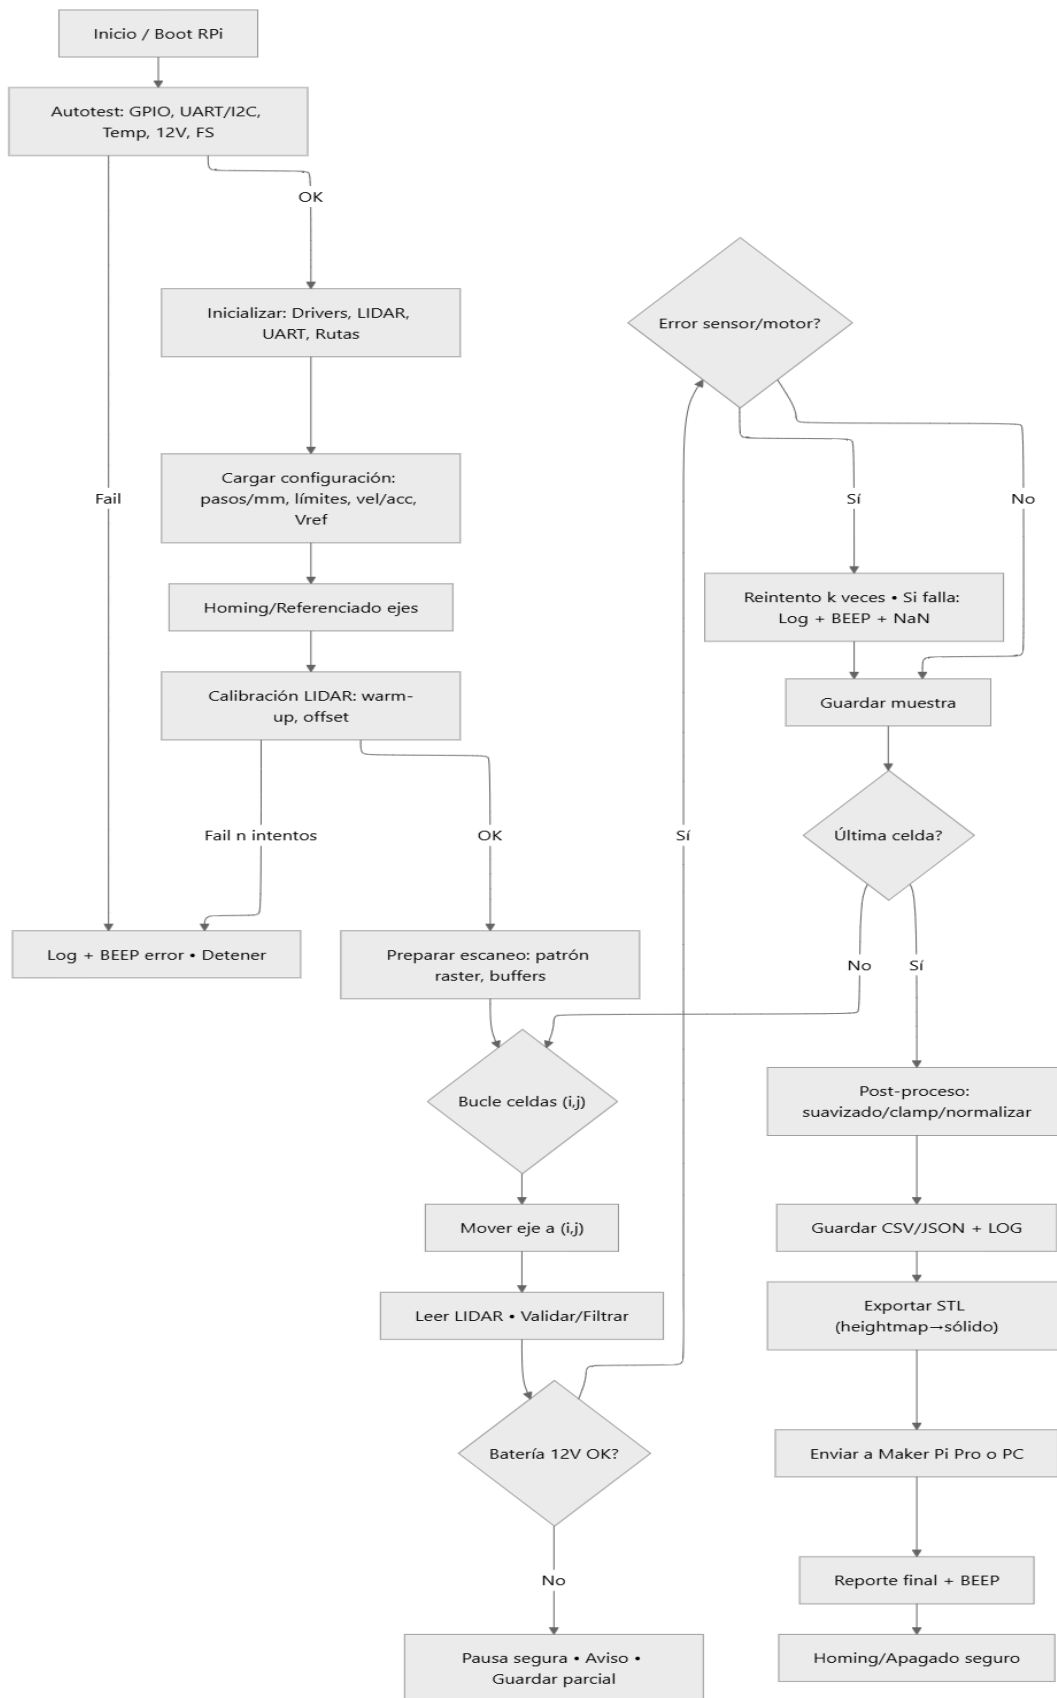 Inicio / Boot RPi
Autotest: GPIO, UART/I2C,
Temp, 12V, FS
OK
Inicializar: Drivers, LIDAR,
UART, Rutas
Error sensor/motor?
Cargar configuración:
pasos/mm, límites, vel/acc,
Vref
Fail
Sí
No
Homing/Referenciado ejes
Reintento k veces • Si falla:
Log + BEEP + NaN
Calibración LIDAR: warm-
up, offset
Guardar muestra
Fail n intentos
OK
Sí
Última celda?
Log + BEEP error • Detener
Preparar escaneo: patrón
raster, buffers
No
Sí
Bucle celdas (i,j)
Post-proceso:
suavizado/clamp/normalizar
Mover eje a (i,j)
Guardar CSV/JSON + LOG
Leer LIDAR • Validar/Filtrar
Exportar STL
(heightmap→sólido)
Batería 12V OK?
Enviar a Maker Pi Pro o PC
No
Reporte final + BEEP
Pausa segura • Aviso •
Guardar parcial
Homing/Apagado seguro